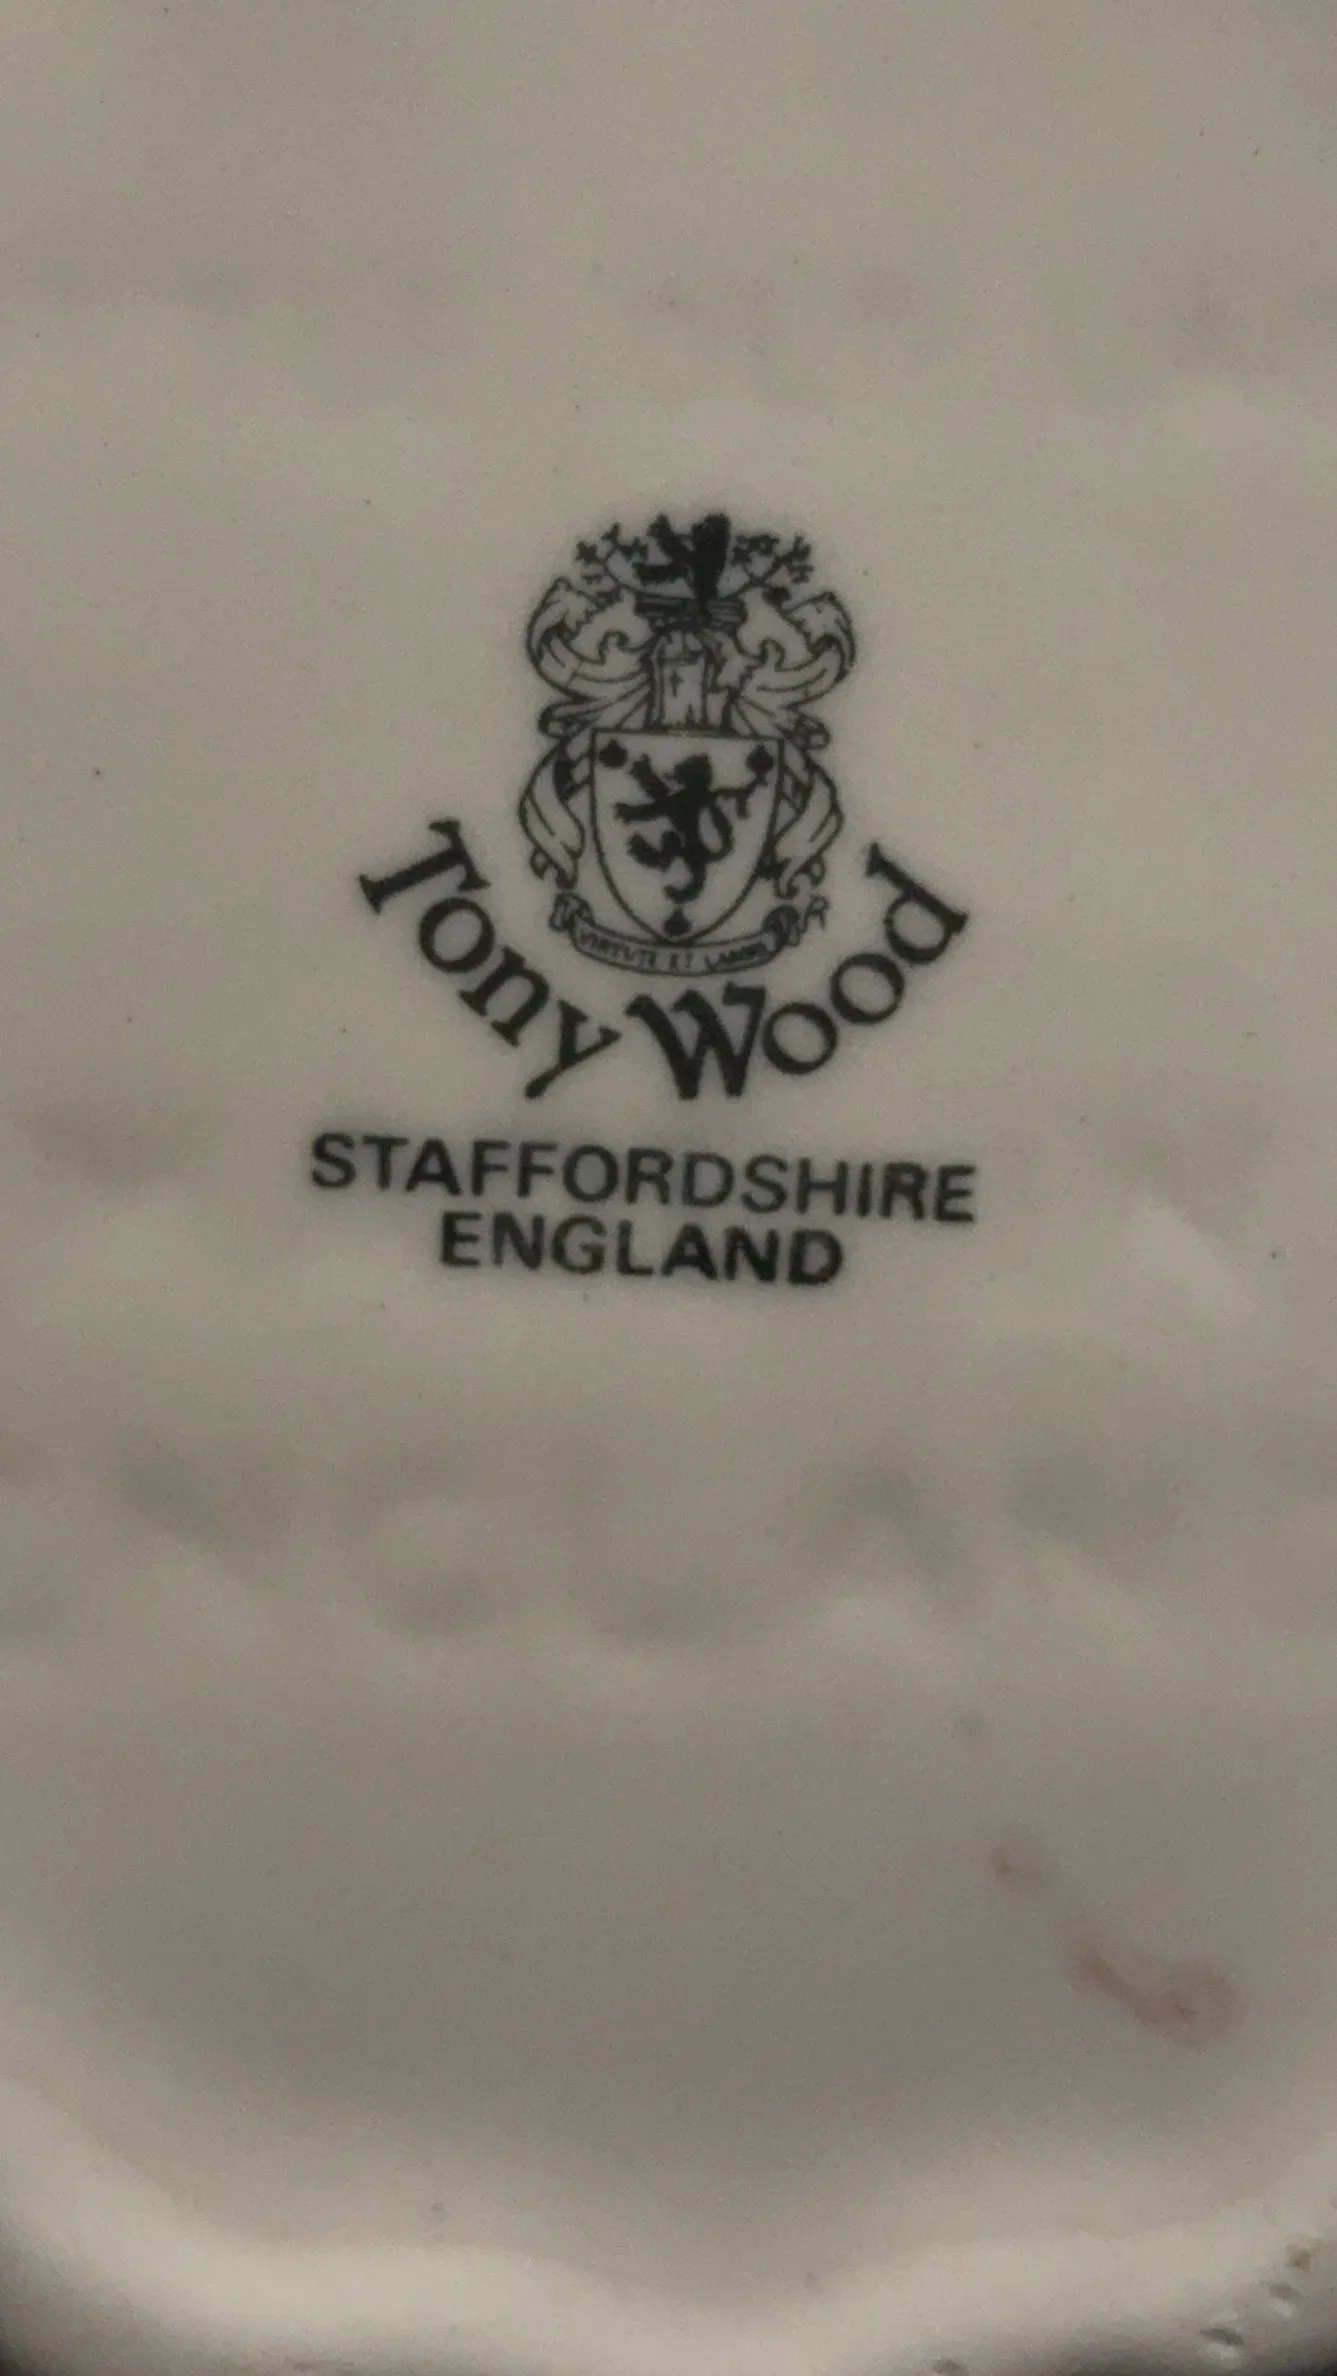 VIRTUTE ET LABORE
Tony Wood
STAFFORDSHIRE
ENGLAND